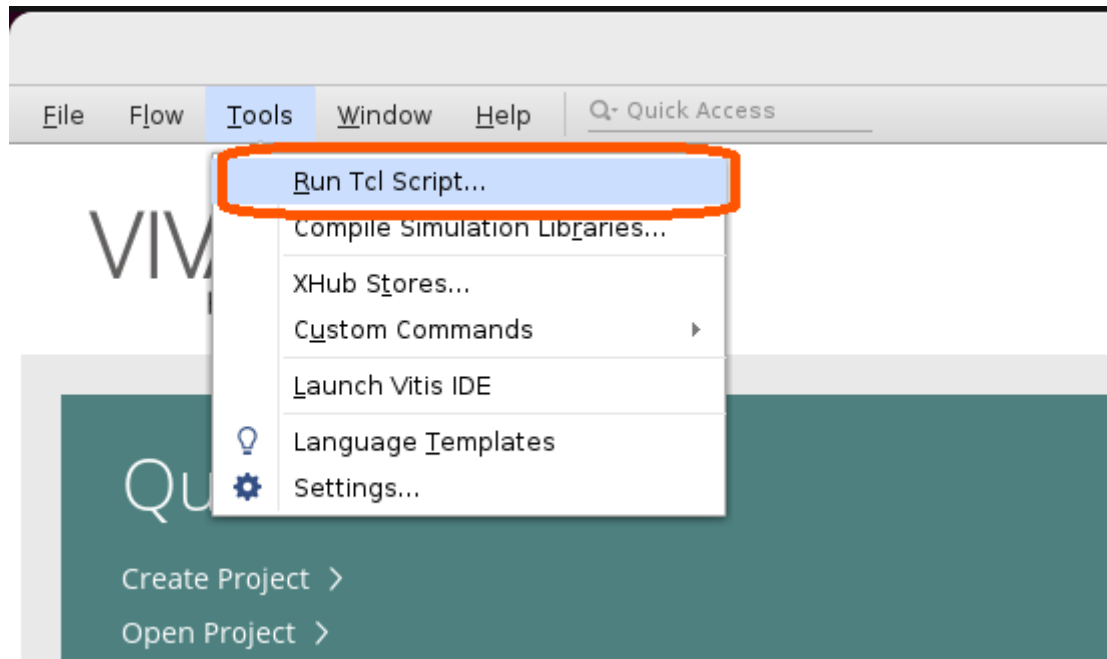 File Flow Tools Window Help Quick Access
Run Tcl Script...
Compile Simulation Libraries...
XHub Stores...
Custom Commands
Launch Vitis IDE
Language Templates
Settings...
Create Project
Open Project